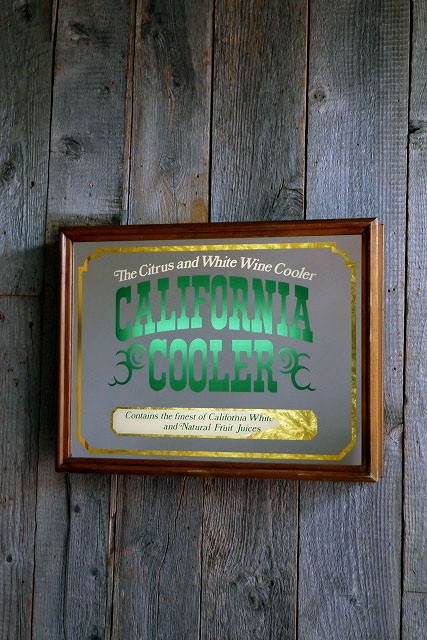 The Citrus and White Wine Cooler
CALIFORNIA
COOLER
Contains the finest of California White
and Natural Fruit Juices